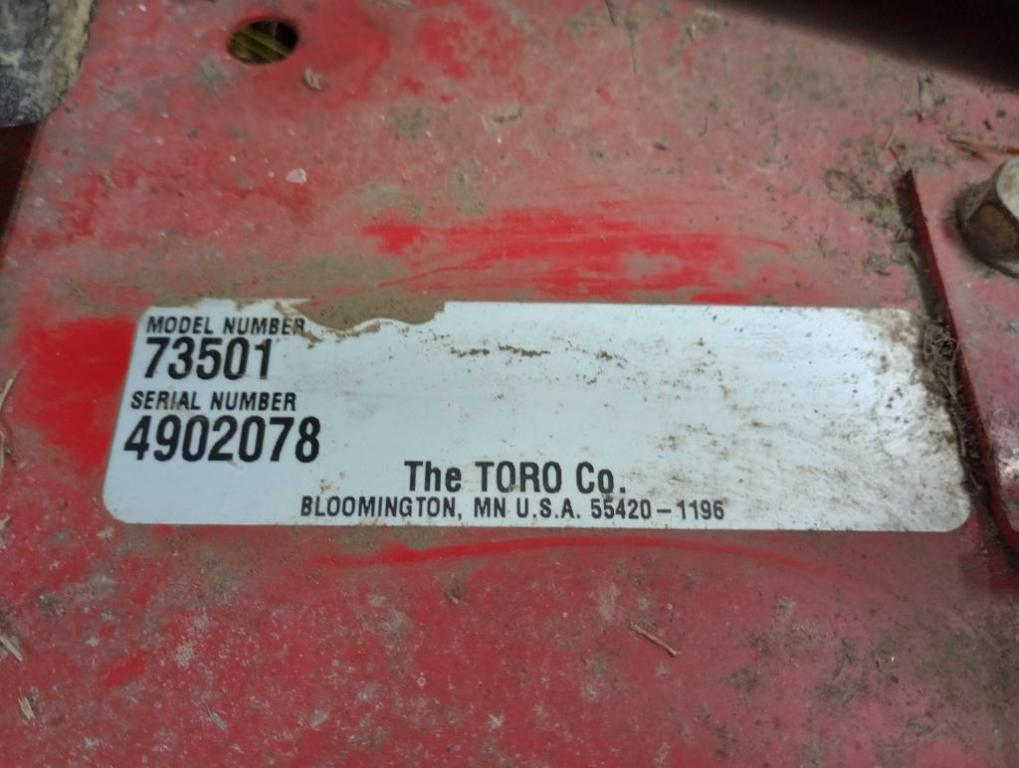 MODEL NUMBER
73501
SERIAL NUMBER
4902078
The TORO Co.
BLOOMINGTON, MN U.S.A. 55420-1196